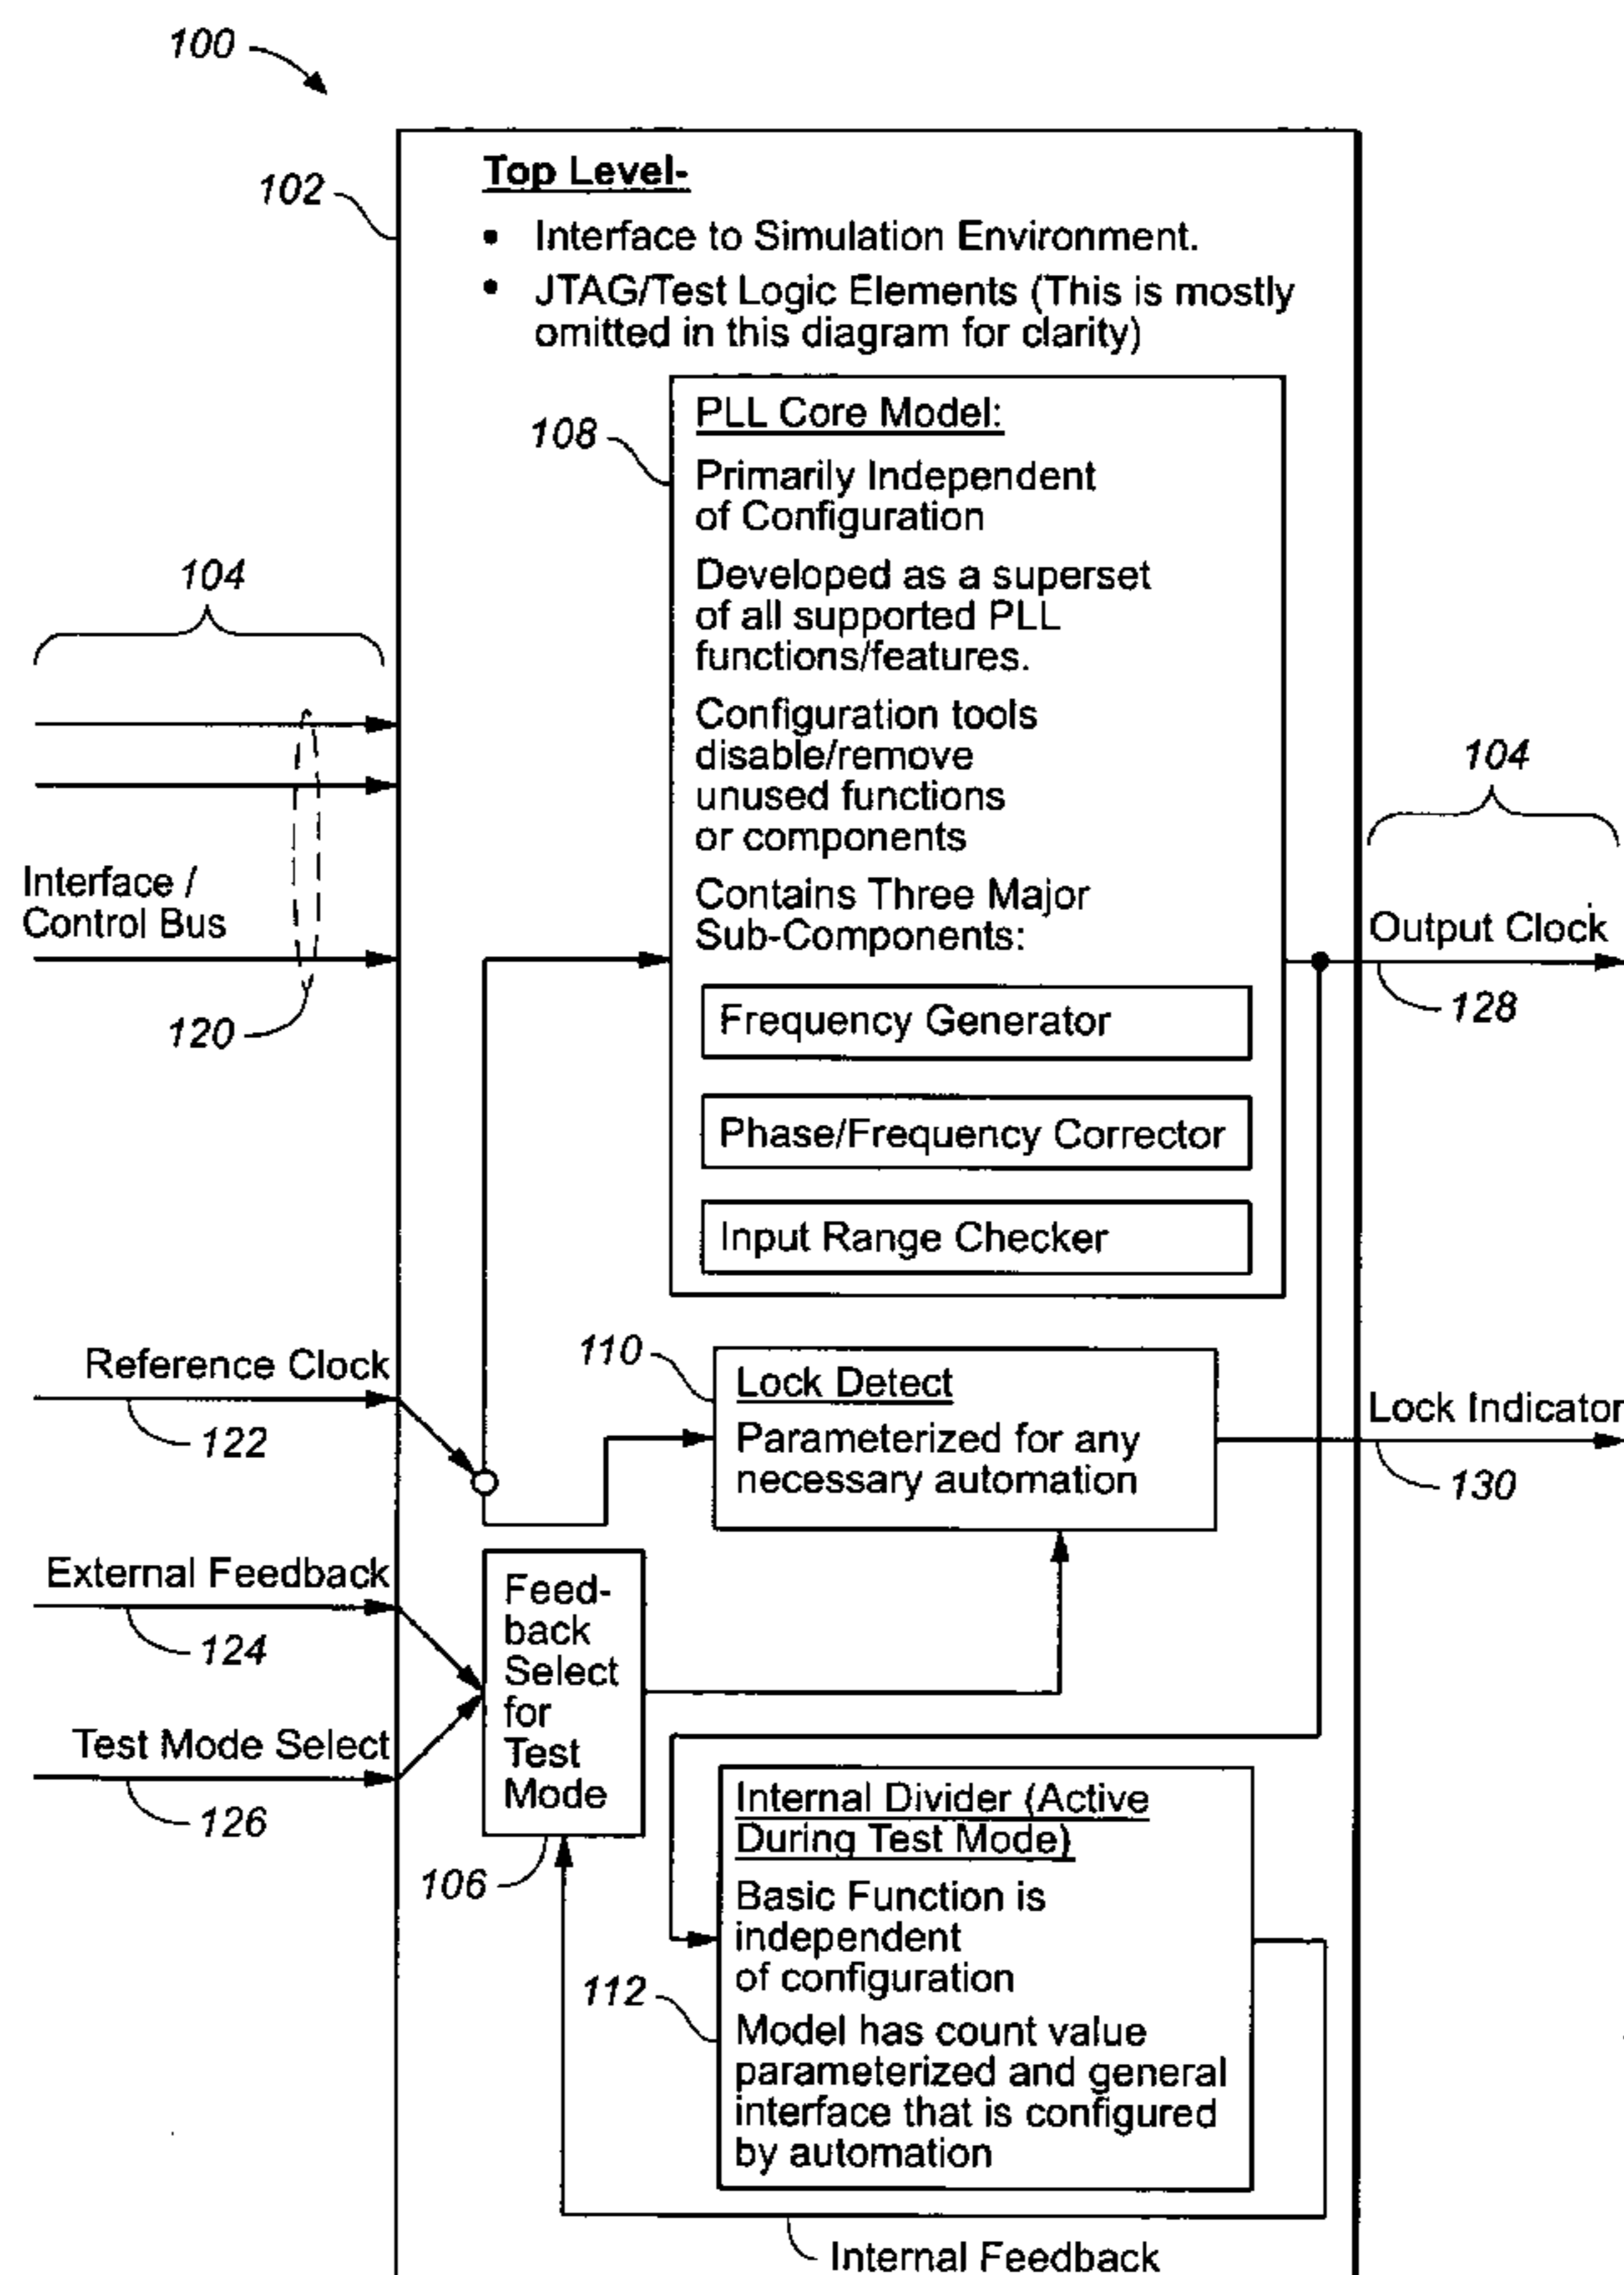 100
102
Top Level-
• Interface to Simulation Environment.
• JTAG/Test Logic Elements (This is mostly
omitted in this diagram for clarity)
108
PLL Core Model:
Primarily Independent
of Configuration
Developed as a superset
of all supported PLL
functions/features.
Configuration tools
disable/remove
unused functions
or components
Contains Three Major
Sub-Components:
Frequency Generator
Phase/Frequency Corrector
Input Range Checker
104
Interface /
Control Bus
120
104
Output Clock
128
Reference Clock
122
110
Lock Detect
Parameterized for any
necessary automation
Lock Indicator
130
External Feedback
124
Test Mode Select
126
Feed-
back
Select
for
Test
Mode
106
Internal Divider (Active
During Test Mode)
Basic Function is
independent
of configuration
112
Model has count value
parameterized and general
interface that is configured
by automation
Internal Feedback